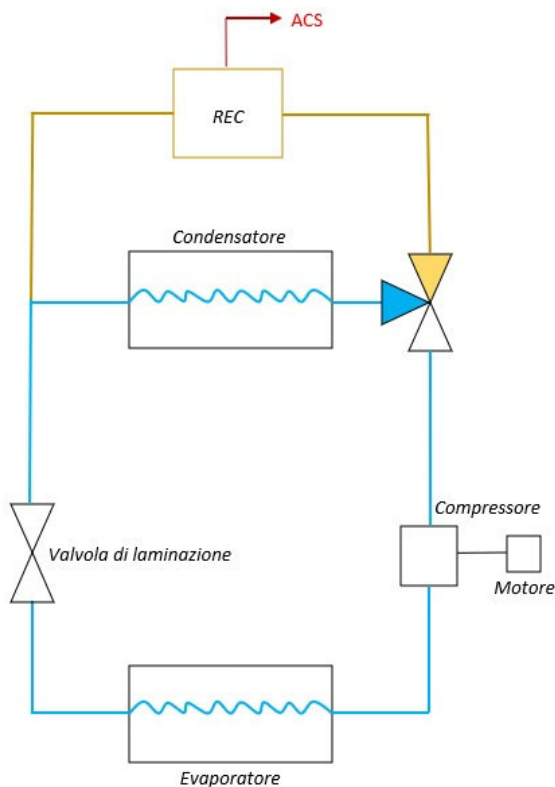 ACS
REC
Condensatore
Compressore
Valvola di laminazione
Motore
Evaporatore